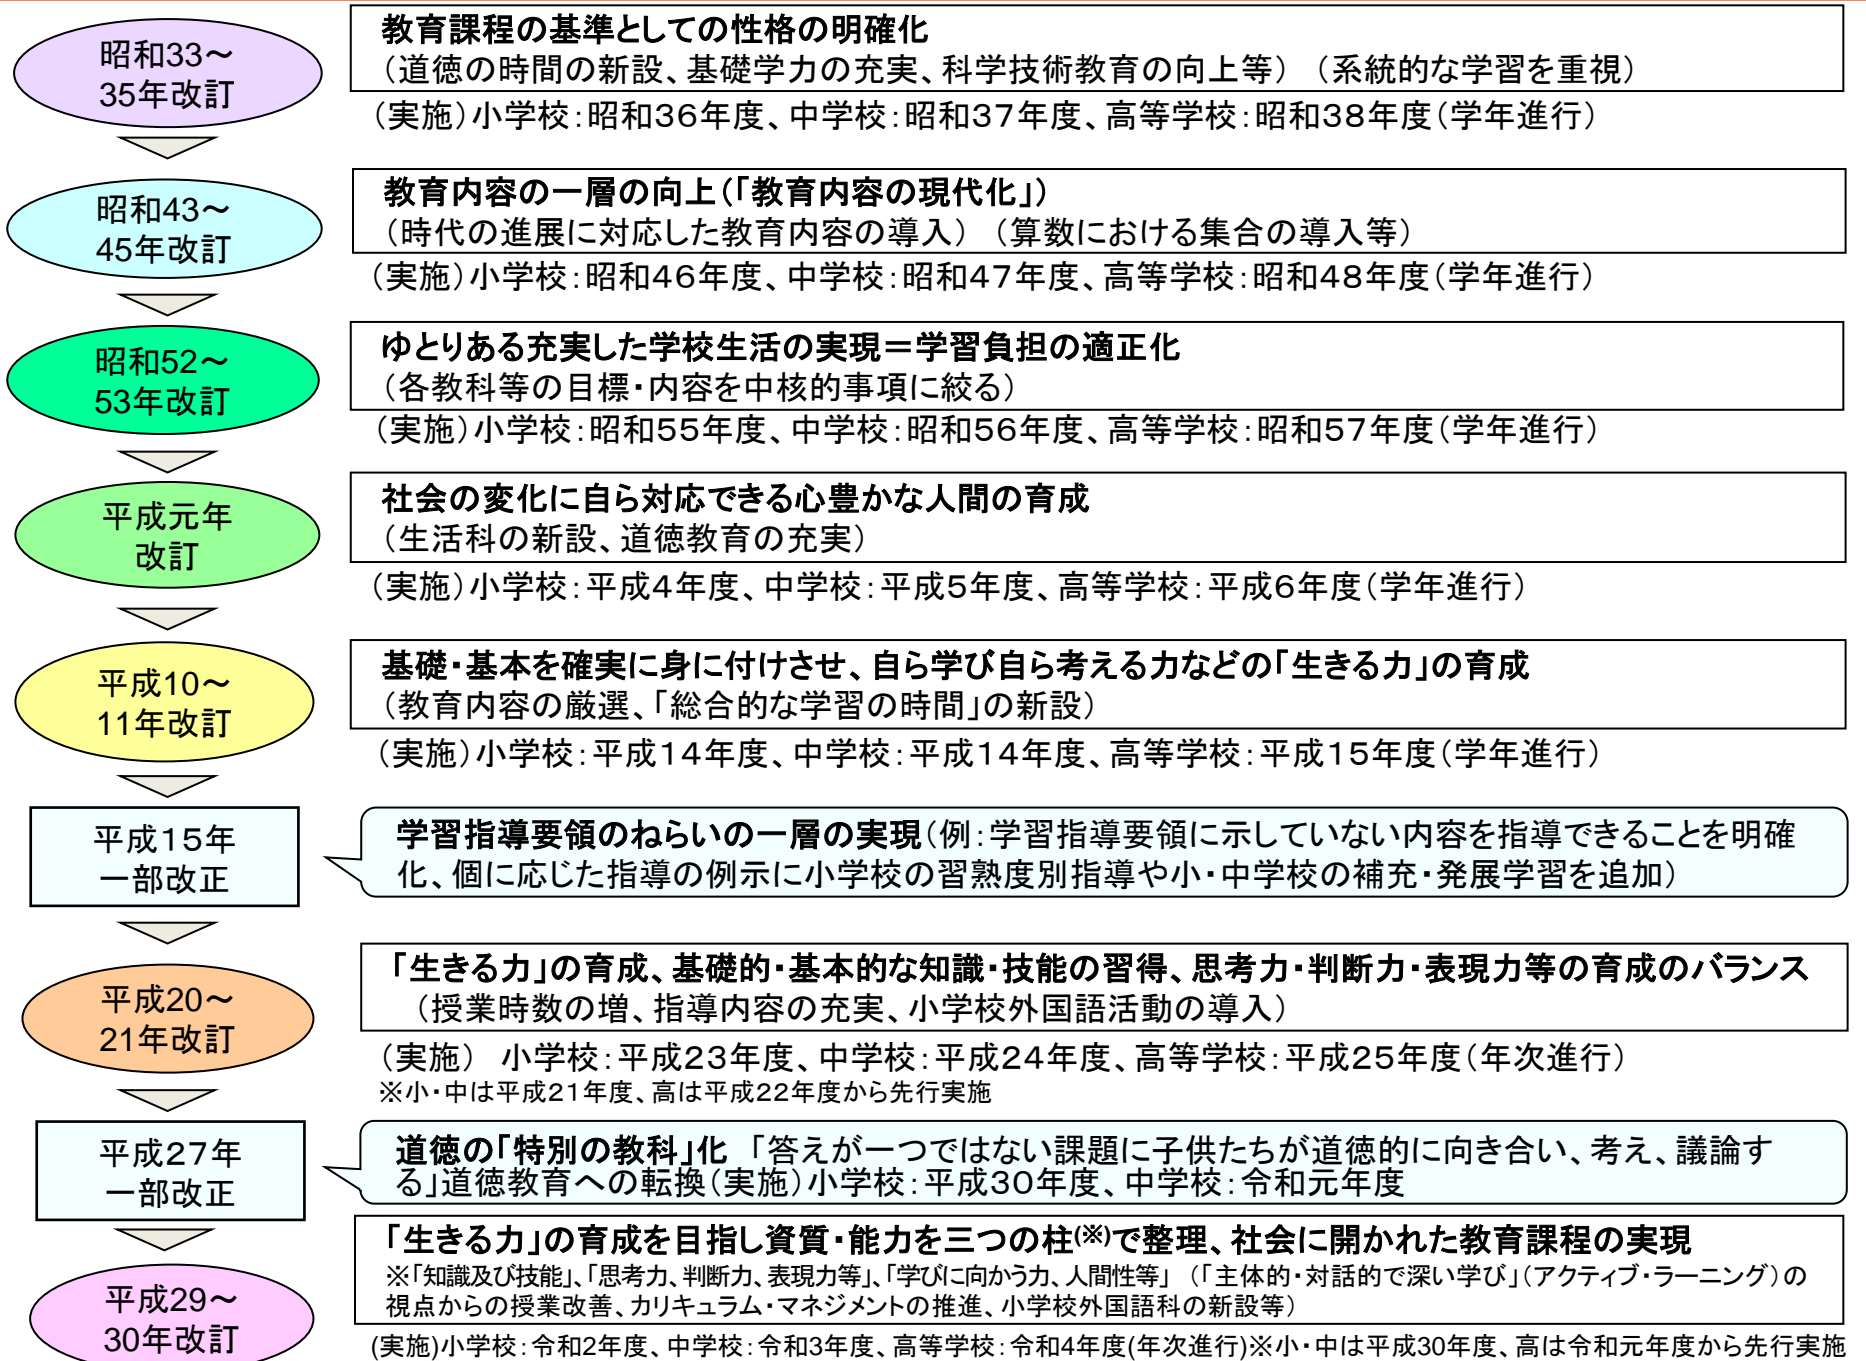 昭和33～
35年改訂
教育課程の基準としての性格の明確化
（道徳の時間の新設、基礎学力の充実、科学技術教育の向上等）　（系統的な学習を重視）
（実施）小学校：昭和３６年度、中学校：昭和３７年度、高等学校：昭和３８年度（学年進行）
昭和43～
45年改訂
教育内容の一層の向上（「教育内容の現代化」）
（時代の進展に対応した教育内容の導入）　（算数における集合の導入等）
（実施）小学校：昭和４６年度、中学校：昭和４７年度、高等学校：昭和４８年度（学年進行）
昭和52～
53年改訂
ゆとりある充実した学校生活の実現＝学習負担の適正化
（各教科等の目標・内容を中核的事項に絞る）
（実施）小学校：昭和５５年度、中学校：昭和５６年度、高等学校：昭和５７年度（学年進行）
平成元年
改訂
社会の変化に自ら対応できる心豊かな人間の育成
（生活科の新設、道徳教育の充実）
（実施）小学校：平成４年度、中学校：平成５年度、高等学校：平成６年度（学年進行）
平成10～
11年改訂
基礎・基本を確実に身に付けさせ、自ら学び自ら考える力などの「生きる力」の育成
（教育内容の厳選、「総合的な学習の時間」の新設）
（実施）小学校：平成１４年度、中学校：平成１４年度、高等学校：平成１５年度（学年進行）
平成１５年
一部改正
学習指導要領のねらいの一層の実現（例：学習指導要領に示していない内容を指導できることを明確
化、個に応じた指導の例示に小学校の習熟度別指導や小・中学校の補充・発展学習を追加）
平成20～
21年改訂
「生きる力」の育成、基礎的・基本的な知識・技能の習得、思考力・判断力・表現力等の育成のバランス
（授業時数の増、指導内容の充実、小学校外国語活動の導入）
（実施）　小学校：平成２３年度、中学校：平成２４年度、高等学校：平成２５年度（年次進行）
※小・中は平成２１年度、高は平成２２年度から先行実施
平成２７年
一部改正
道徳の「特別の教科」化　「答えが一つではない課題に子供たちが道徳的に向き合い、考え、議論す
る」道徳教育への転換（実施）小学校：平成３０年度、中学校：令和元年度
平成29～
30年改訂
「生きる力」の育成を目指し資質・能力を三つの柱(※)で整理、社会に開かれた教育課程の実現
※「知識及び技能」、「思考力、判断力、表現力等」、「学びに向かう力、人間性等」　（「主体的・対話的で深い学び」（アクティブ・ラーニング）の
視点からの授業改善、カリキュラム・マネジメントの推進、小学校外国語科の新設等）
(実施)小学校：令和2年度、中学校：令和3年度、高等学校：令和4年度(年次進行)※小・中は平成30年度、高は令和元年度から先行実施